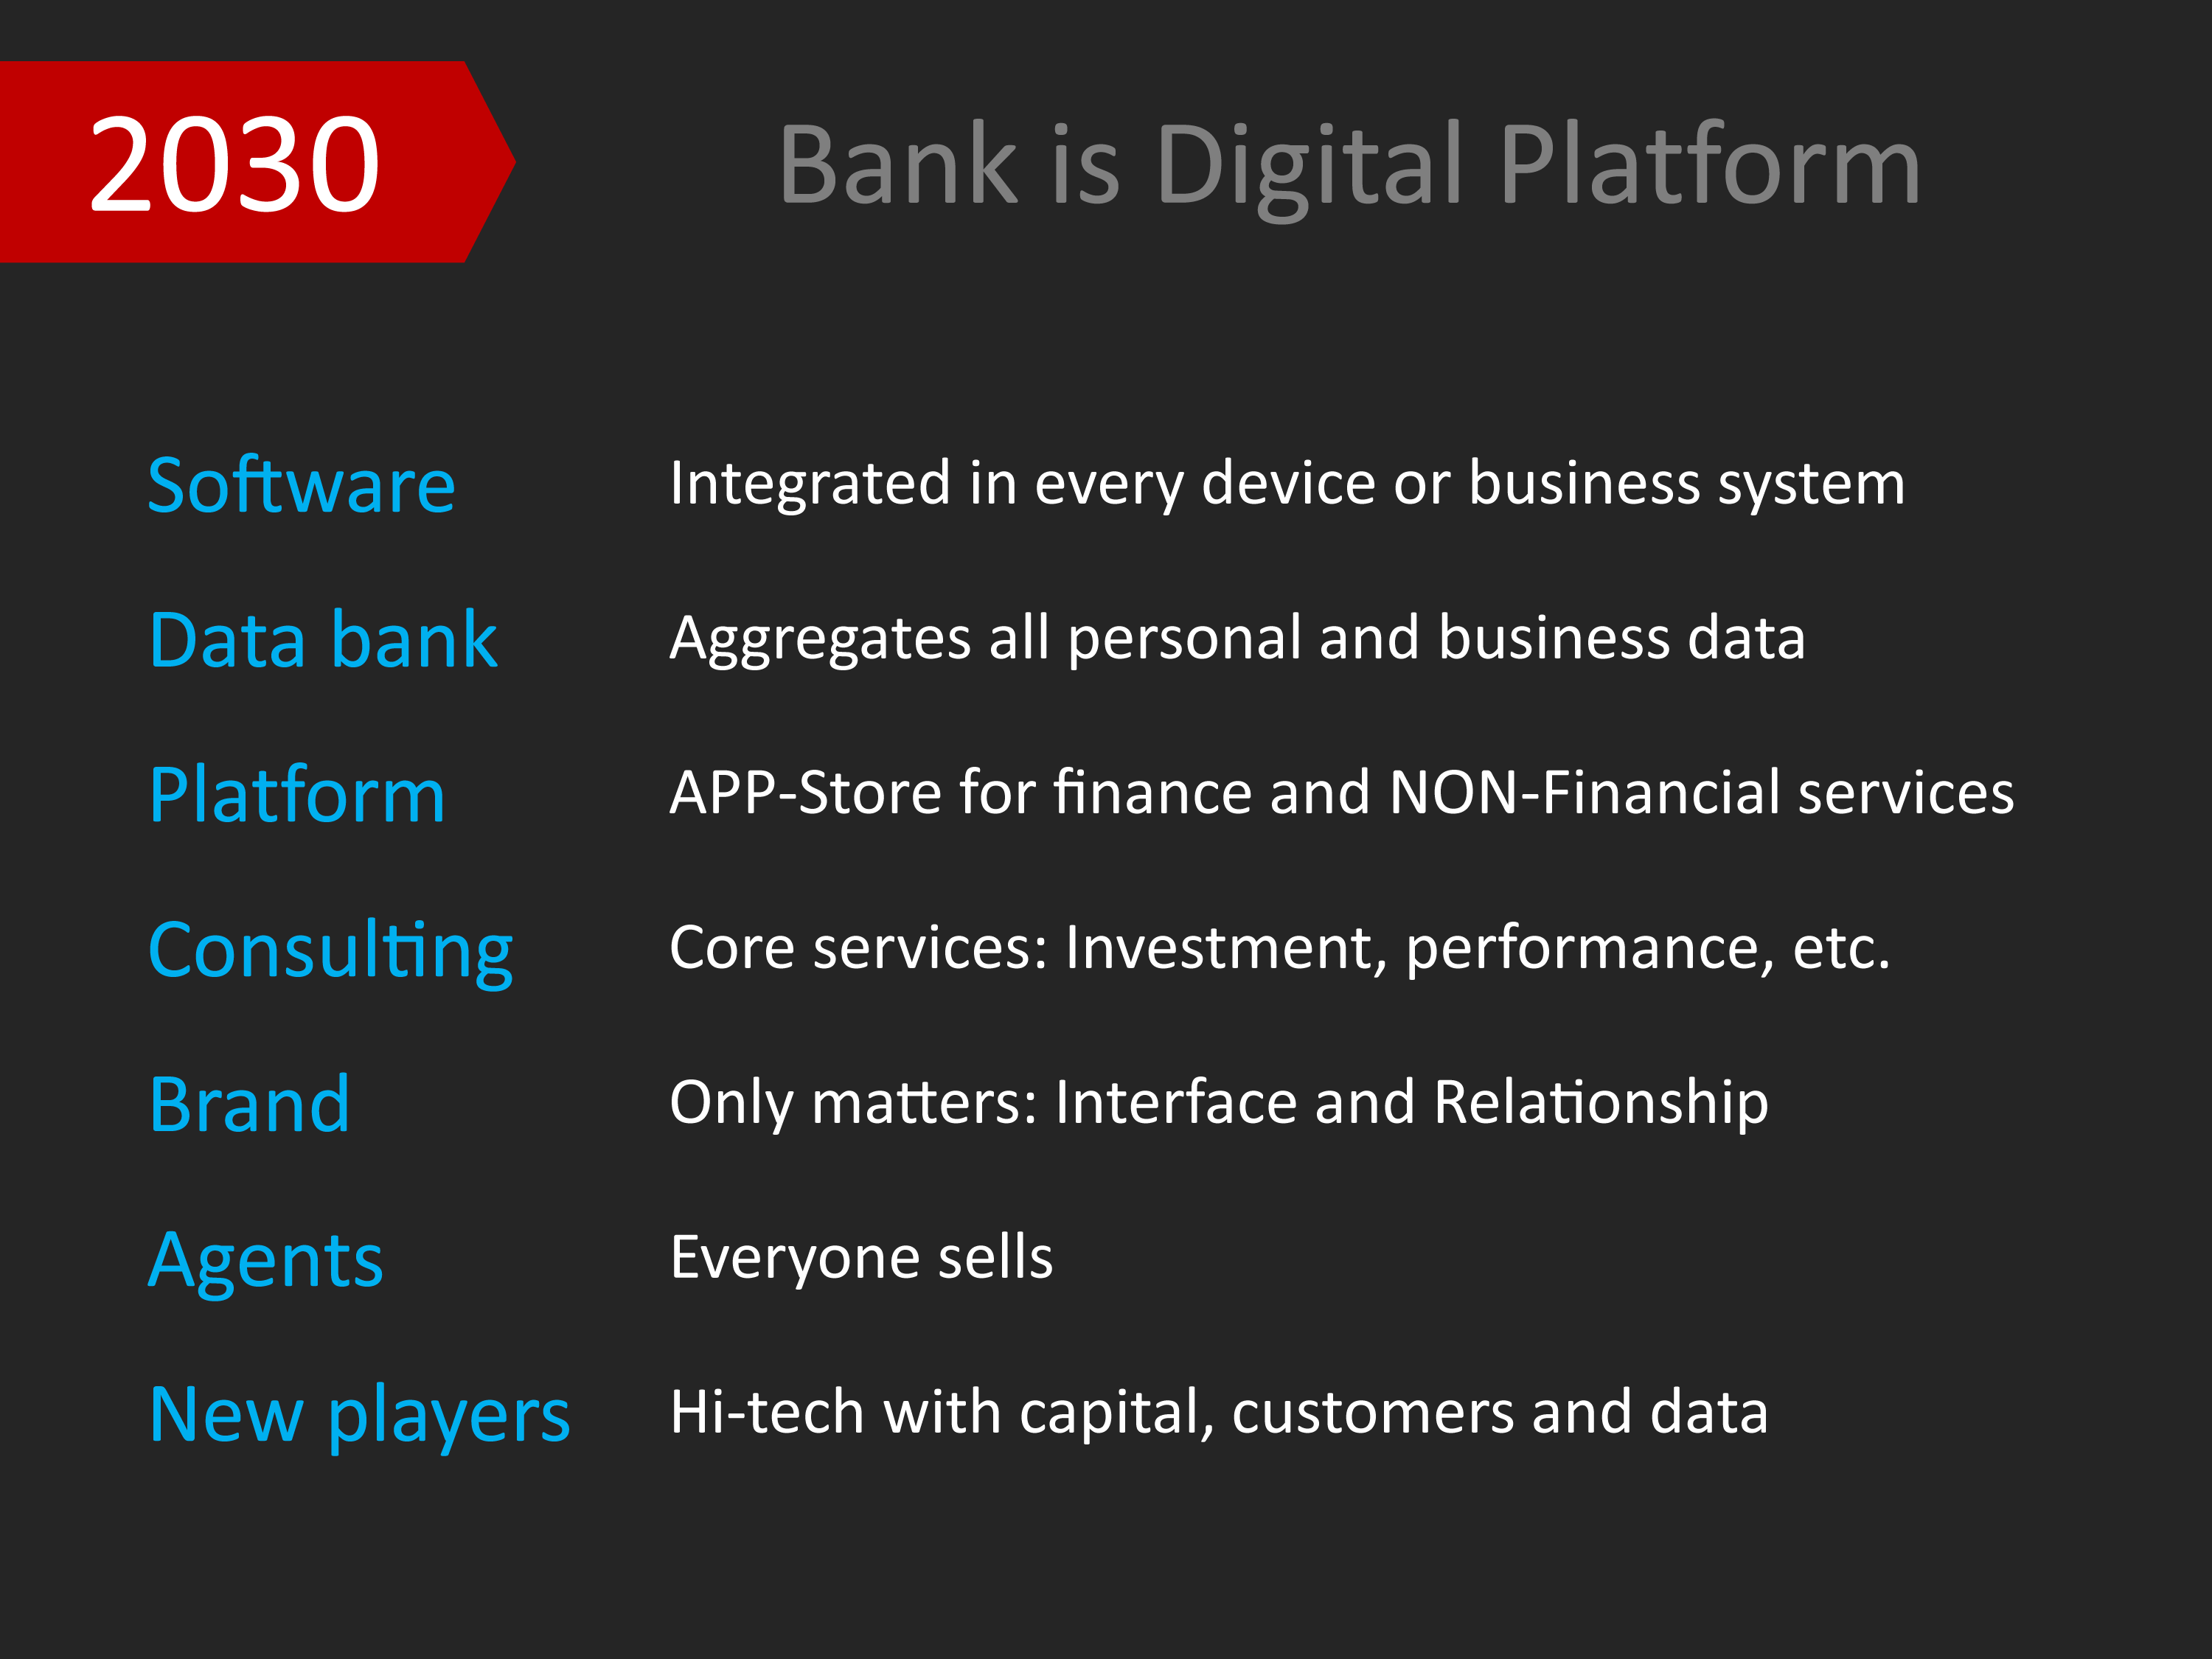 2030
Bank is Digital Platform
Software
Integrated in every device or business system
Data bank
Aggregates all personal and business data
Platform
APP-Store for finance and NON-Financial services
Consulting
Core services: Investment, performance, etc.
Brand
Only matters: Interface and Relationship
Agents
Everyone sells
New players
Hi-tech with capital, customers and data